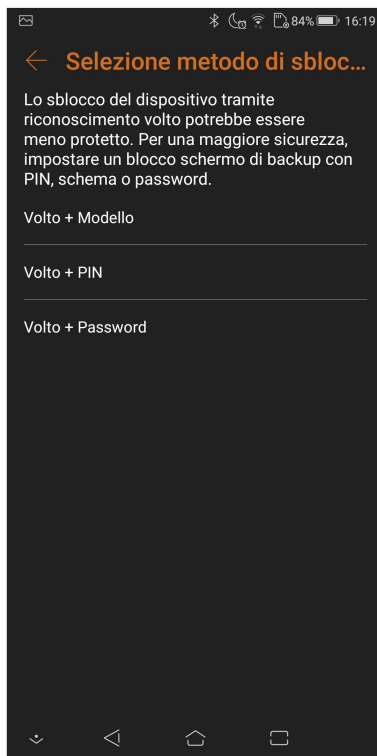 84% 16:19
Selezione metodo di sbloc...
Lo sblocco del dispositivo tramite
riconoscimento volto potrebbe essere
meno protetto. Per una maggiore sicurezza,
impostare un blocco schermo di backup con
PIN, schema o password.
Volto + Modello
Volto + PIN
Volto + Password